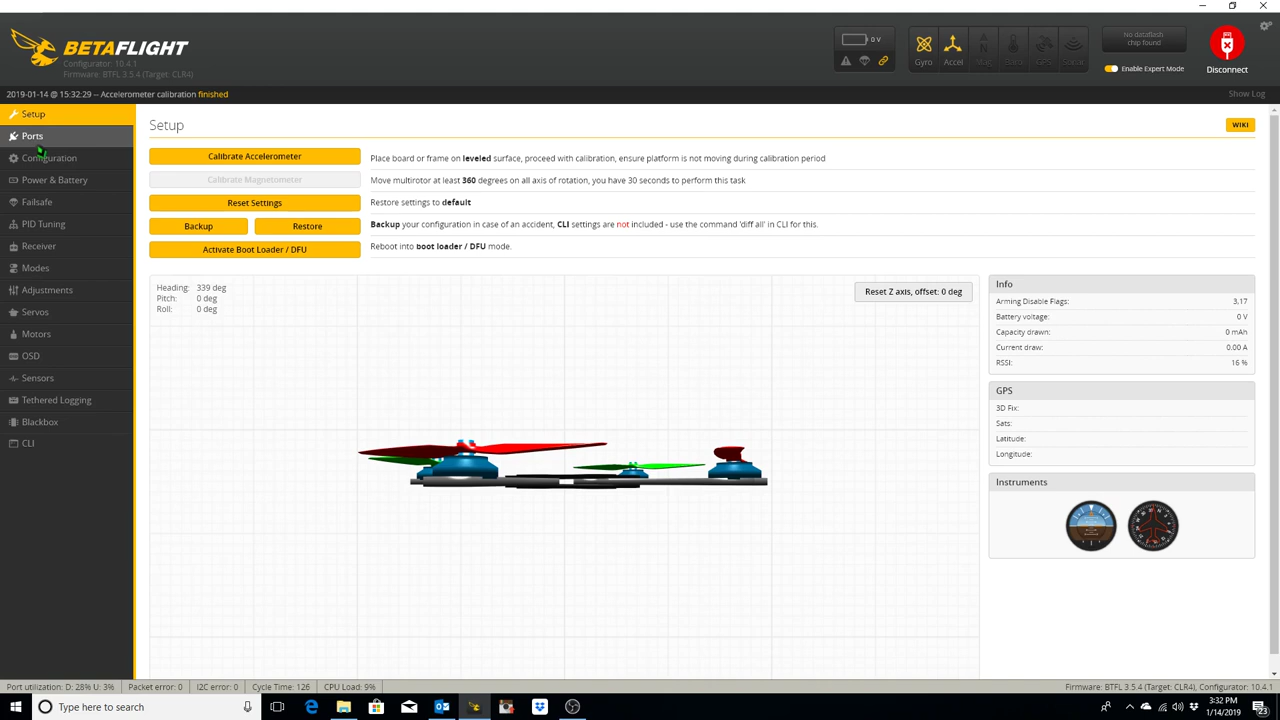 BETAFLIGHT
Configurator: 10.4.1
Firmware: BTFL 3.5.4 (Target: CLR4)
0 V
Gyro
Accel
Mag
Baro
GPS
Sonar
No dataflash
chip found
Enable Expert Mode
Disconnect
2019-01-14 @ 15:32:29 -- Accelerometer calibration finished
Show Log
Setup
Ports
Configuration
Power & Battery
Failsafe
PID Tuning
Receiver
Modes
Adjustments
Servos
Motors
OSD
Sensors
Tethered Logging
Blackbox
CLI
Setup
WIKI
Calibrate Accelerometer
Place board or frame on leveled surface, proceed with calibration, ensure platform is not moving during calibration period
Calibrate Magnetometer
Move multirotor at least 360 degrees on all axis of rotation, you have 30 seconds to perform this task
Reset Settings
Restore settings to default
Backup
Restore
Backup your configuration in case of an accident, CLI settings are not included - use the command 'diff all' in CLI for this.
Activate Boot Loader / DFU
Reboot into boot loader / DFU mode.
Heading: 339 deg
Pitch: 0 deg
Roll: 0 deg
Reset Z axis, offset: 0 deg
Info
Arming Disable Flags: 3,17
Battery voltage: 0 V
Capacity drawn: 0 mAh
Current draw: 0.00 A
RSSI: 16 %
GPS
3D Fix:
Sats:
Latitude:
Longitude:
Instruments
Port utilization: D: 28% U: 3%
Packet error: 0
I2C error: 0
Cycle Time: 126
CPU Load: 9%
Firmware: BTFL 3.5.4 (Target: CLR4), Configurator: 10.4.1
Type here to search
3:32 PM
1/14/2019
23